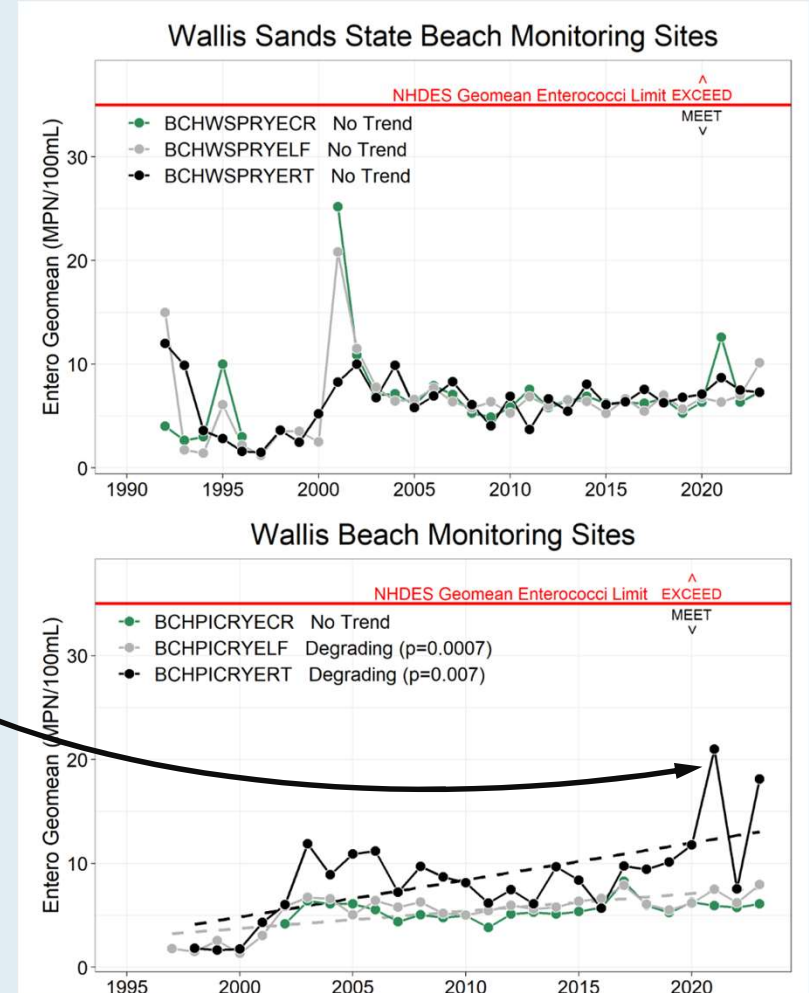 Wallis Sands State Beach Monitoring Sites
^
NHDES Geomean Enterococci Limit EXCEED
MEET
v
BCHWSPRYECR No Trend
BCHWSPRYELF No Trend
BCHWSPRYERT No Trend
Entero Geomean (MPN/100mL)
30
20
10
0
1990 1995 2000 2005 2010 2015 2020
Wallis Beach Monitoring Sites
^
NHDES Geomean Enterococci Limit EXCEED
MEET
v
BCHPICRYECR No Trend
BCHPICRYELF Degrading (p=0.0007)
BCHPICRYERT Degrading (p=0.007)
Entero Geomean (MPN/100mL)
30
20
10
0
1995 2000 2005 2010 2015 2020